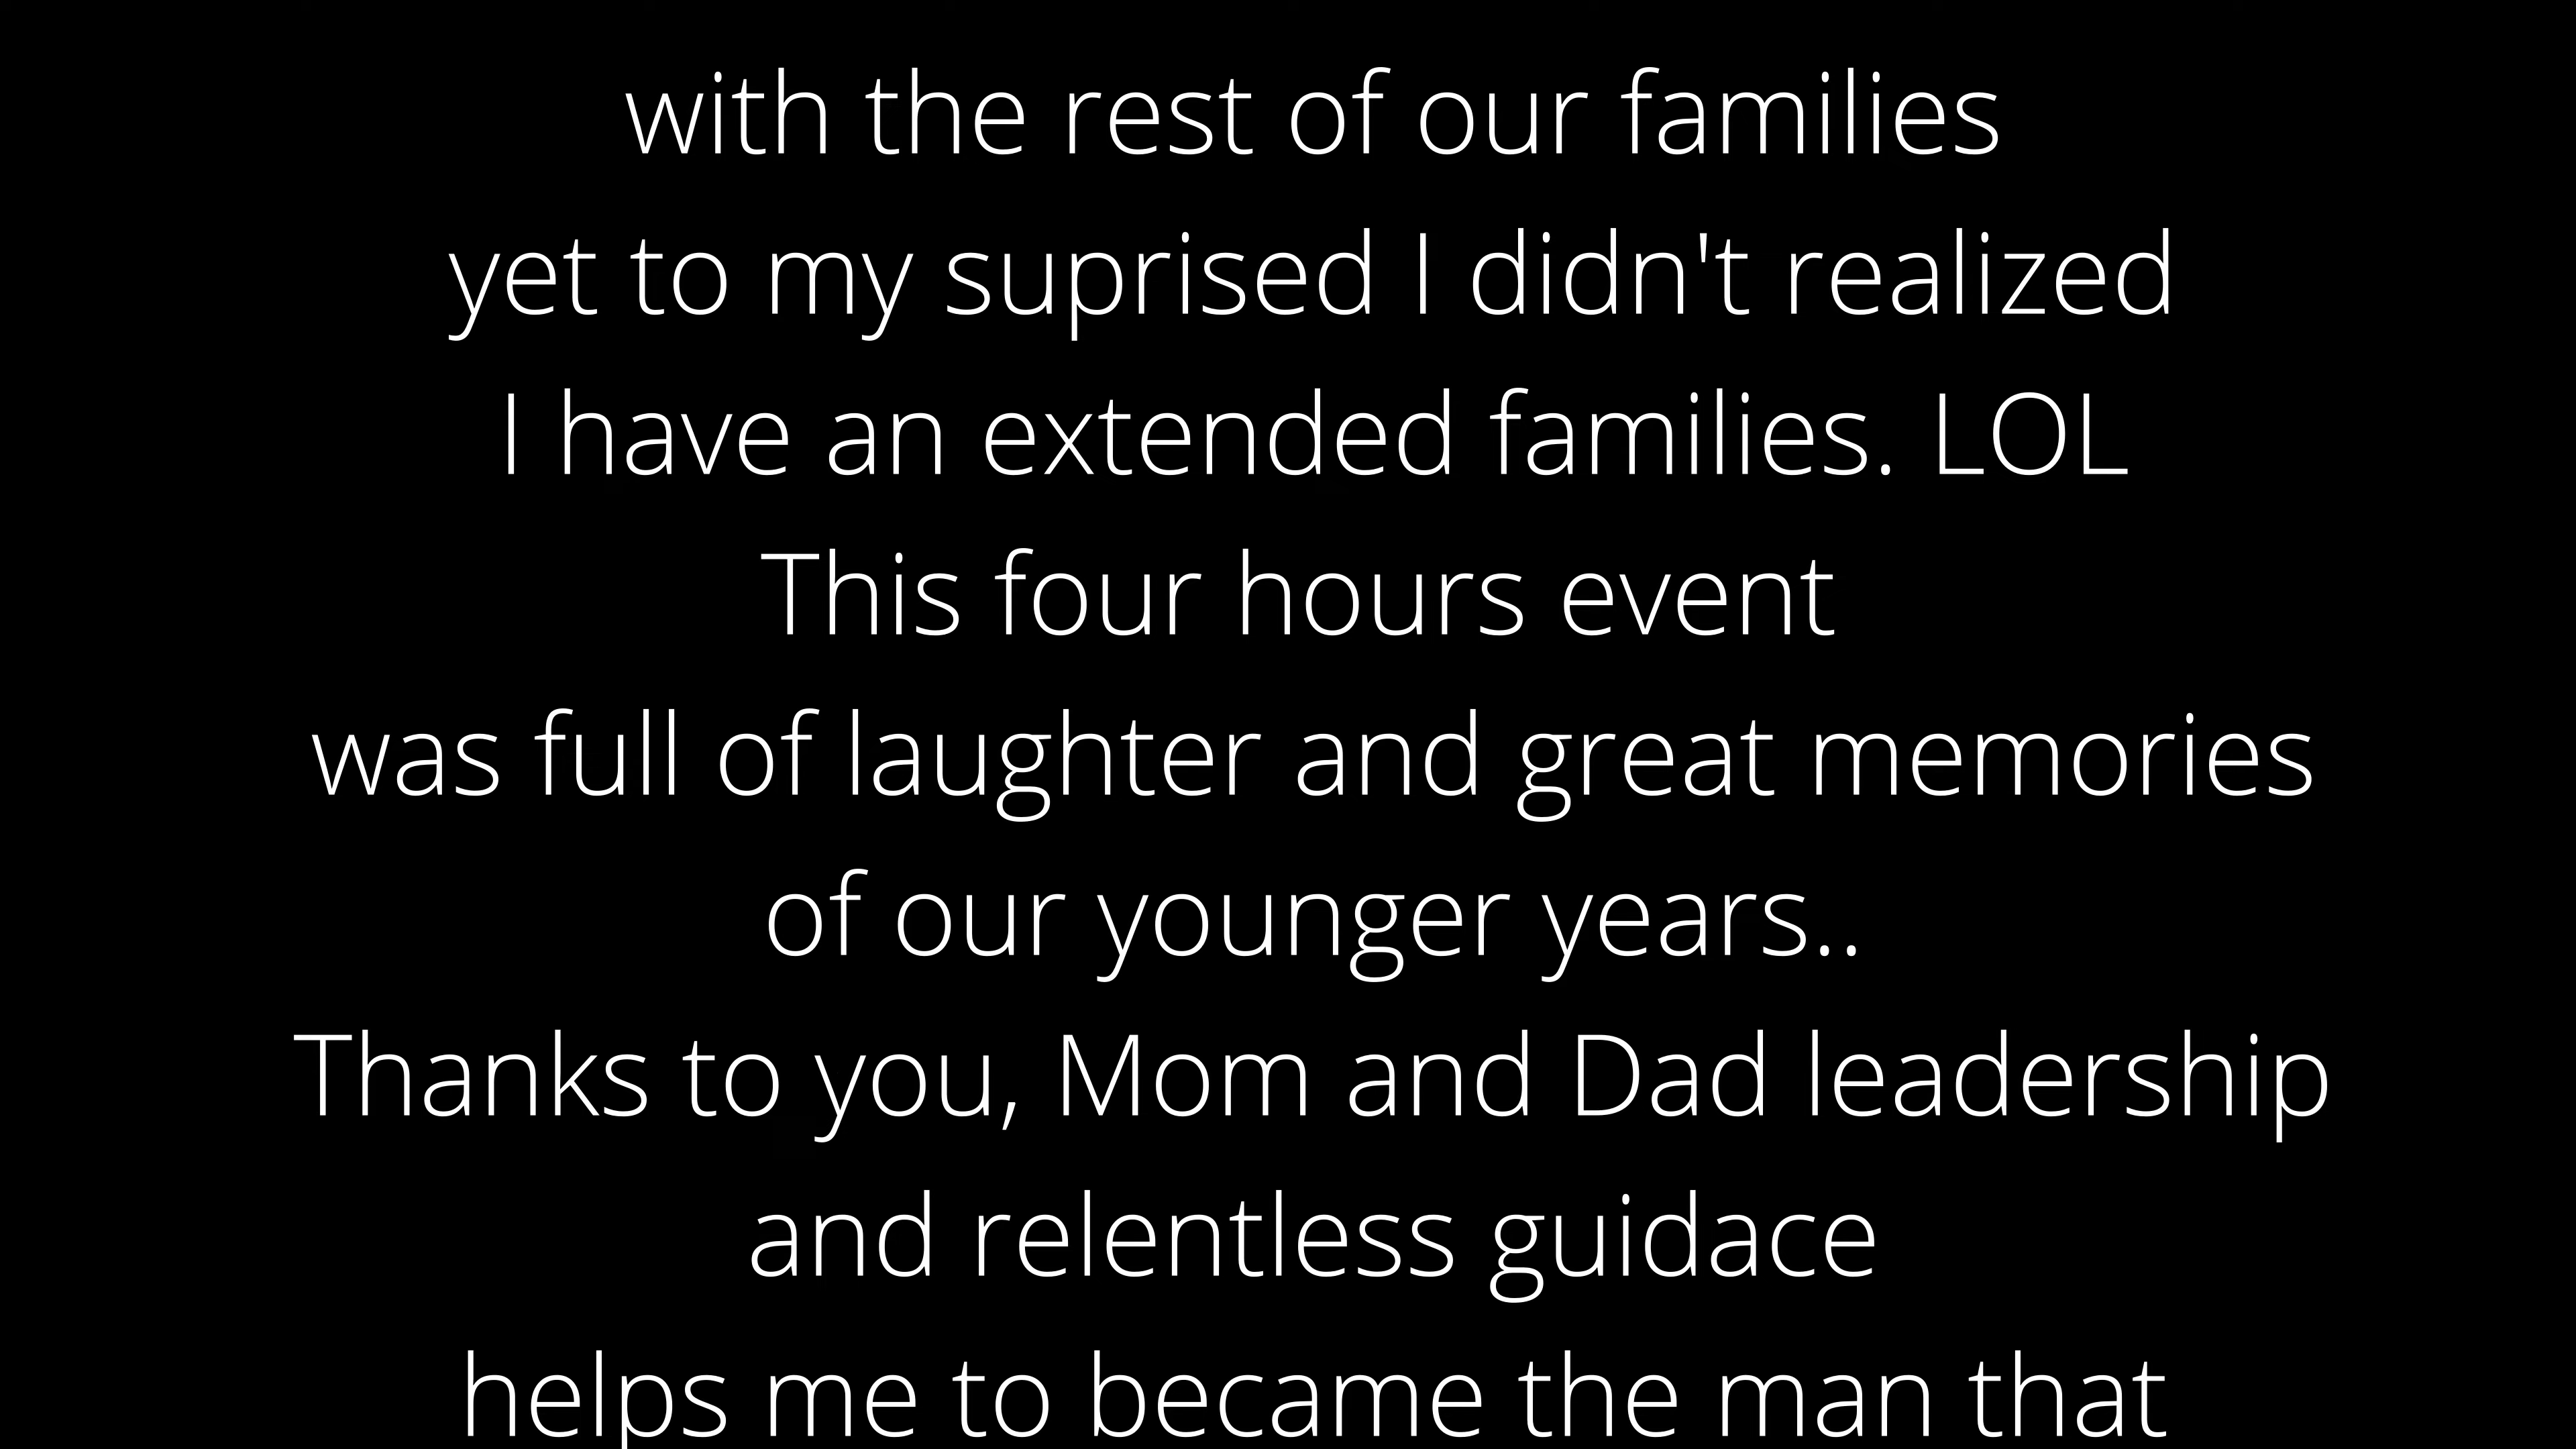 with the rest of our families
yet to my suprised I didn't realized
I have an extended families. LOL
This four hours event
was full of laughter and great memories
of our younger years..
Thanks to you, Mom and Dad leadership
and relentless guidace
helps me to became the man that